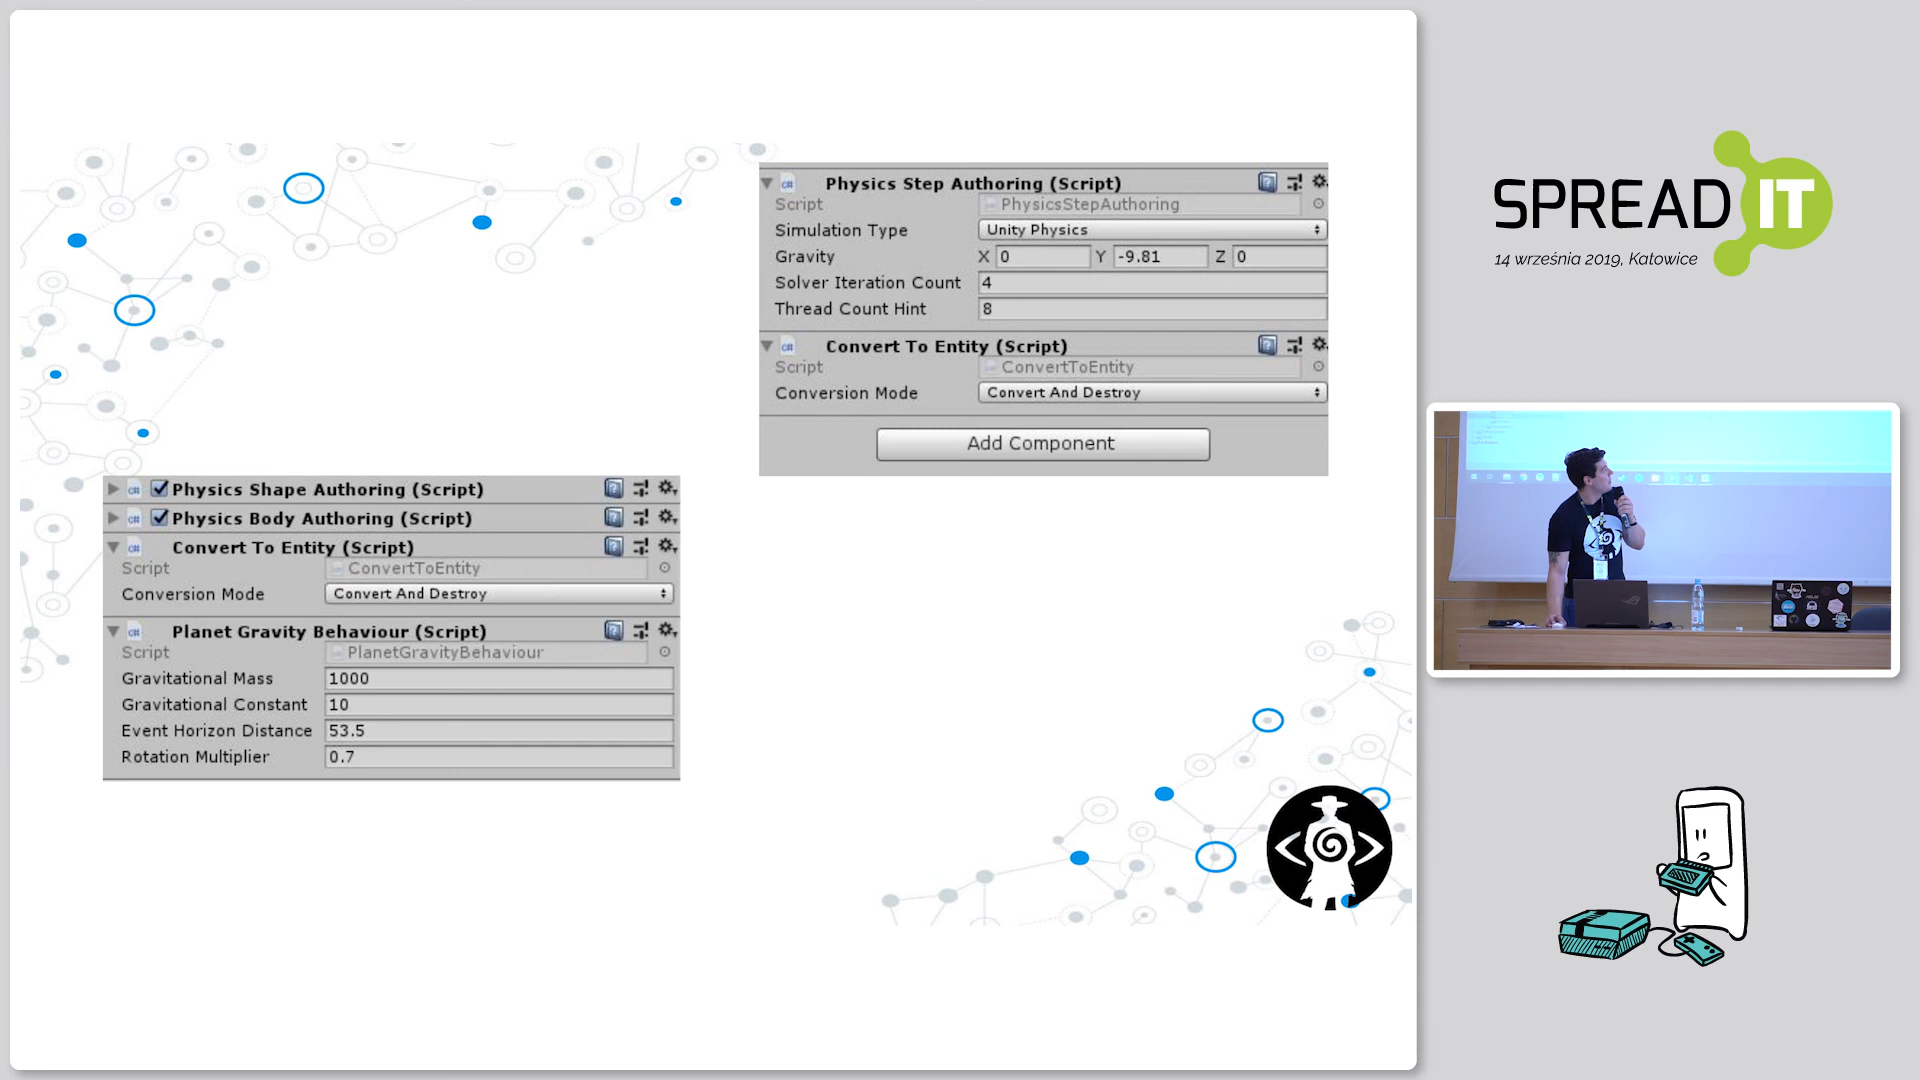 Physics Step Authoring (Script)
Script PhysicsStepAuthoring
Simulation Type Unity Physics
Gravity X 0 Y -9.81 Z 0
Solver Iteration Count 4
Thread Count Hint 8
Convert To Entity (Script)
Script ConvertToEntity
Conversion Mode Convert And Destroy
Add Component
Physics Shape Authoring (Script)
Physics Body Authoring (Script)
Convert To Entity (Script)
Script ConvertToEntity
Conversion Mode Convert And Destroy
Planet Gravity Behaviour (Script)
Script PlanetGravityBehaviour
Gravitational Mass 1000
Gravitational Constant 10
Event Horizon Distance 53.5
Rotation Multiplier 0.7
SPREAD IT
14 września 2019, Katowice